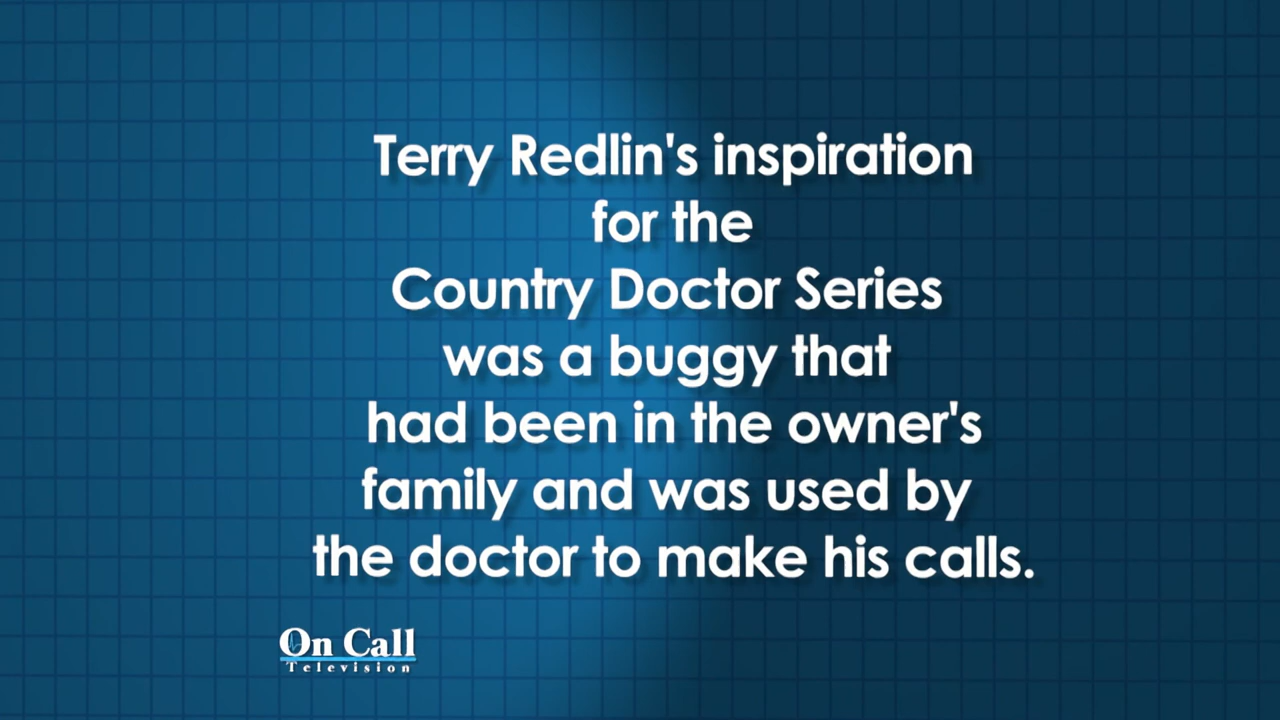 Terry Redlin's inspiration
for the
Country Doctor Series
was a buggy that
had been in the owner's
family and was used by
the doctor to make his calls.
On Call
Television